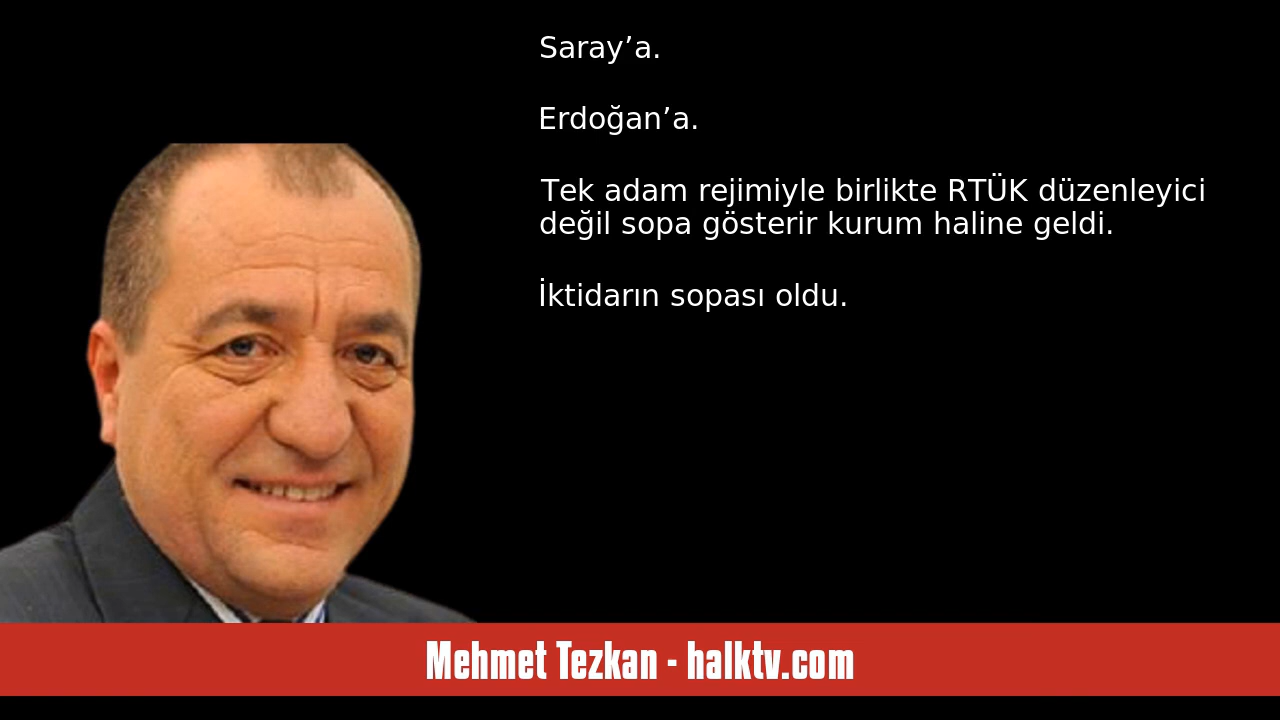 Saray’a.
Erdoğan’a.
Tek adam rejimiyle birlikte RTÜK düzenleyici
değil sopa gösterir kurum haline geldi.
İktidarın sopası oldu.
Mehmet Tezkan - halktv.com